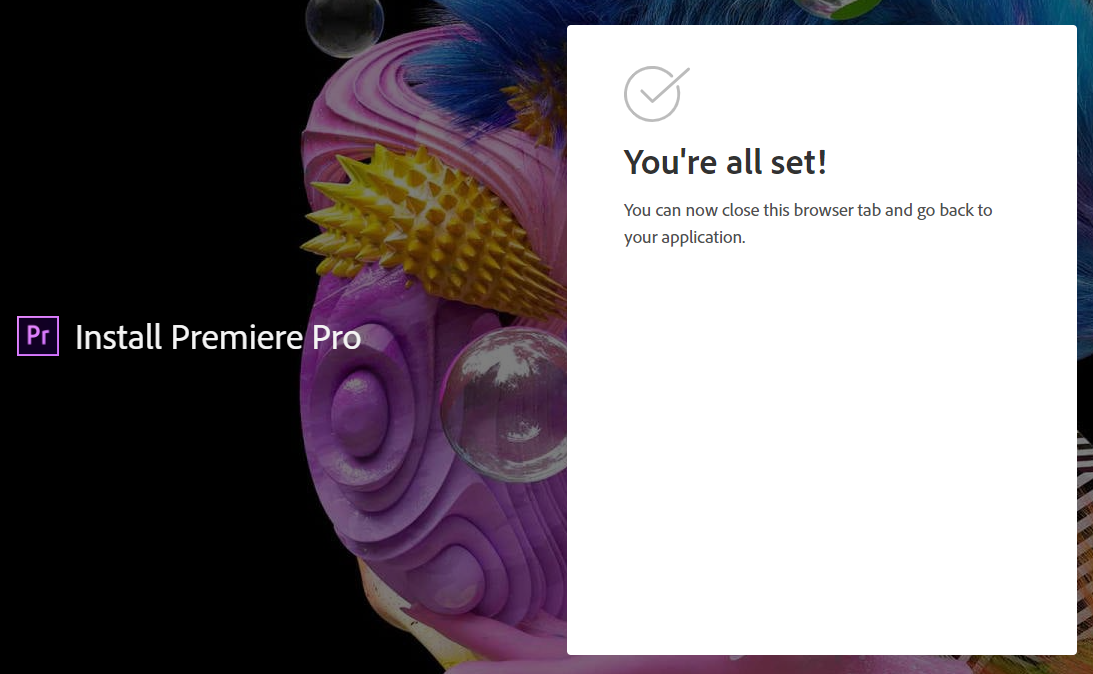 You're all set!
You can now close this browser tab and go back to
your application.
Pr Install Premiere Pro